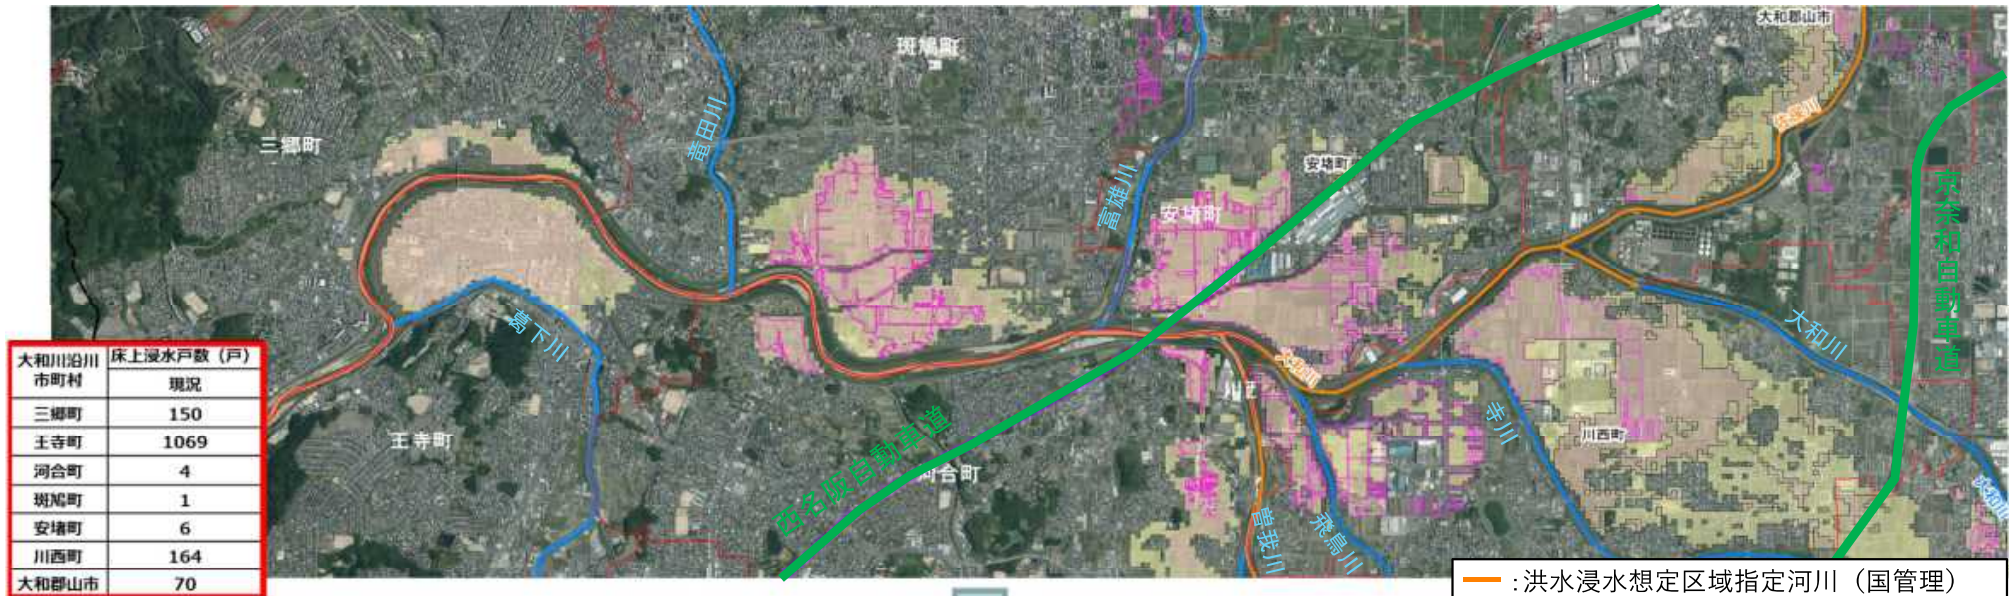 大和郡山市
斑鳩町
三郷町
竜田川
富雄川
安堵町
安堵町
京奈和自動車道
葛下川
大和川
王寺町
西名阪自動車道
河合町
寺川
川西町
曽我川
飛鳥川
大和川沿川
市町村
床上浸水戸数（戸）
現況
三郷町 150
王寺町 1069
河合町 4
斑鳩町 1
安堵町 6
川西町 164
大和郡山市 70
：洪水浸水想定区域指定河川（国管理）